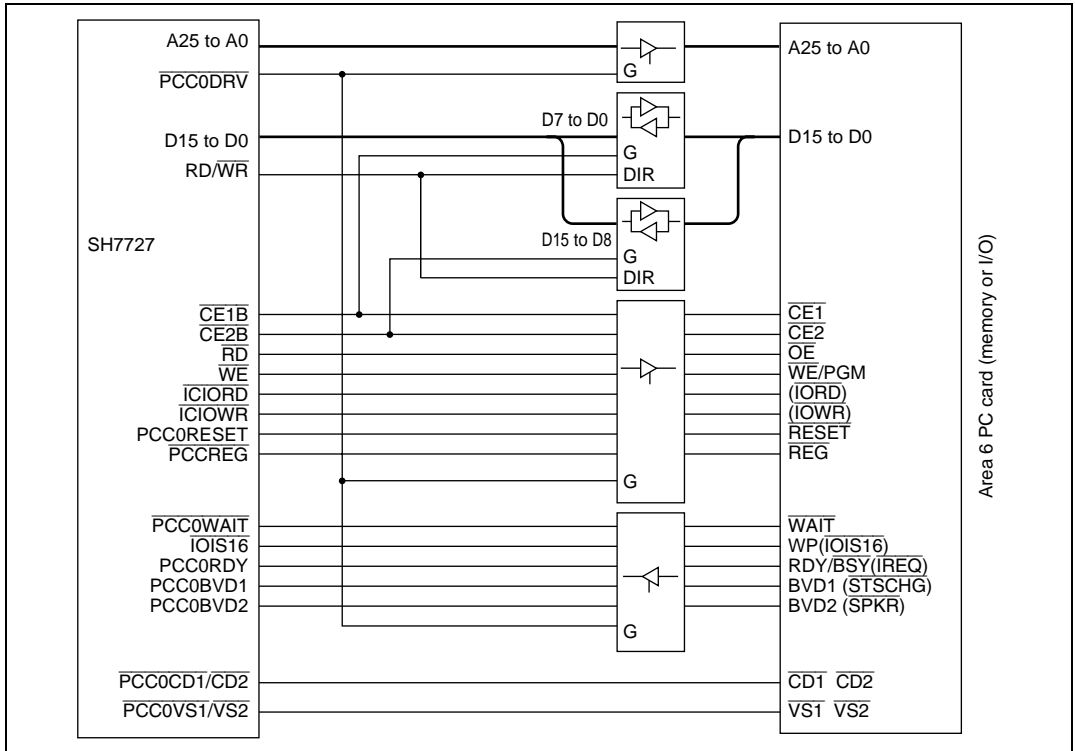 A25 to A0
G
A25 to A0
PCC0DRV
D7 to D0
D15 to D0
G
D15 to D0
RD/WR
DIR
SH7727
D15 to D8
G
DIR
CE1B
CE1
CE2B
CE2
RD
OE
WE
WE/PGM
ICIORD
(IORD)
ICIOWR
(IOWR)
PCC0RESET
RESET
PCCREG
REG
G
PCC0WAIT
WAIT
IOIS16
WP(IOIS16)
PCC0RDY
RDY/BSY(IREQ)
PCC0BVD1
BVD1 (STSCHG)
PCC0BVD2
BVD2 (SPKR)
G
PCC0CD1/CD2
CD1 CD2
PCC0VS1/VS2
VS1 VS2
Area 6 PC card (memory or I/O)